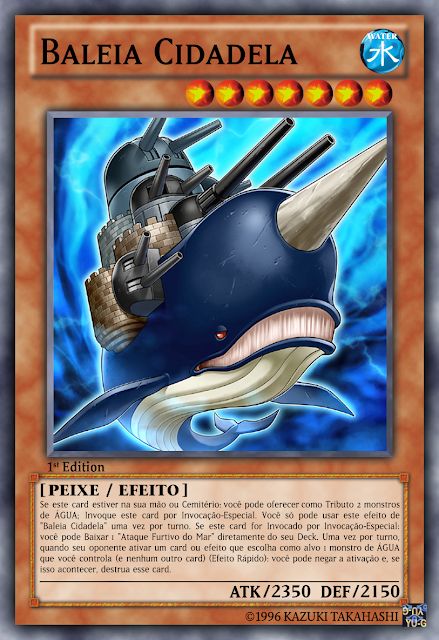 BALEIA CIDADELA
WATER
水
1st Edition
[PEIXE / EFEITO]
Se este card estiver na sua mão ou Cemitério: você pode oferecer como Tributo 2 monstros
de ÁGUA; Invoque este card por Invocação-Especial. Você só pode usar este efeito de
"Baleia Cidadela" uma vez por turno. Se este card for Invocado por Invocação-Especial:
você pode Baixar 1 "Ataque Furtivo do Mar" diretamente do seu Deck. Uma vez por turno,
quando seu oponente ativar um card ou efeito que escolha como alvo 1 monstro de ÁGUA
que você controla (e nenhum outro card) (Efeito Rápido): você pode negar a ativação e, se
isso acontecer, destrua esse card.
ATK/2350 DEF/2150
©1996 KAZUKI TAKAHASHI